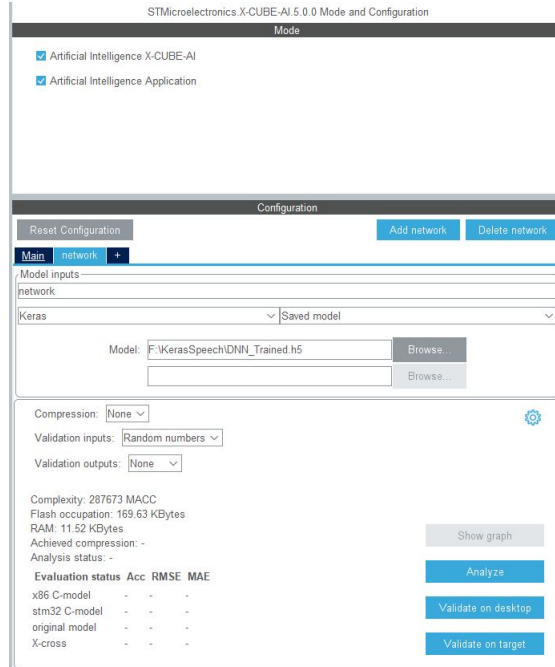 STMicroelectronics.X-CUBE-AI.5.0.0 Mode and Configuration
Mode
Artificial Intelligence X-CUBE-AI
Artificial Intelligence Application
Configuration
Reset Configuration Add network Delete network
Main network +
Model inputs
network
Keras Saved model
Model: F:\KerasSpeech\DNN_Trained.h5 Browse...
Browse...
Compression: None
Validation inputs: Random numbers
Validation outputs: None
Complexity: 287673 MACC
Flash occupation: 169.63 KBytes
RAM: 11.52 KBytes
Achieved compression: -
Analysis status: -
Show graph
Evaluation status Acc RMSE MAE
Analyze
x86 C-model - - -
stm32 C-model - - -
Validate on desktop
original model - - -
X-cross - - -
Validate on target